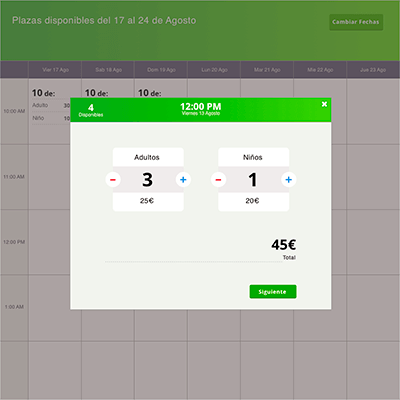 Plazas disponibles del 17 al 24 de Agosto
Cambiar Fechas
Vier 17 Ago
Sab 18 Ago
Dom 19 Ago
Lun 20 Ago
Mar 21 Ago
Mie 22 Ago
Jue 23 Ago
10:00 AM
10 de:
10 de:
10 de:
Adulto 30
Niño 10
4
Disponibles
12:00 PM
Viernes 13 Agosto
Adultos
Niños
− 3 +
− 1 +
25€
20€
45€
Total
Siguiente
11:00 AM
12:00 PM
1:00 AM